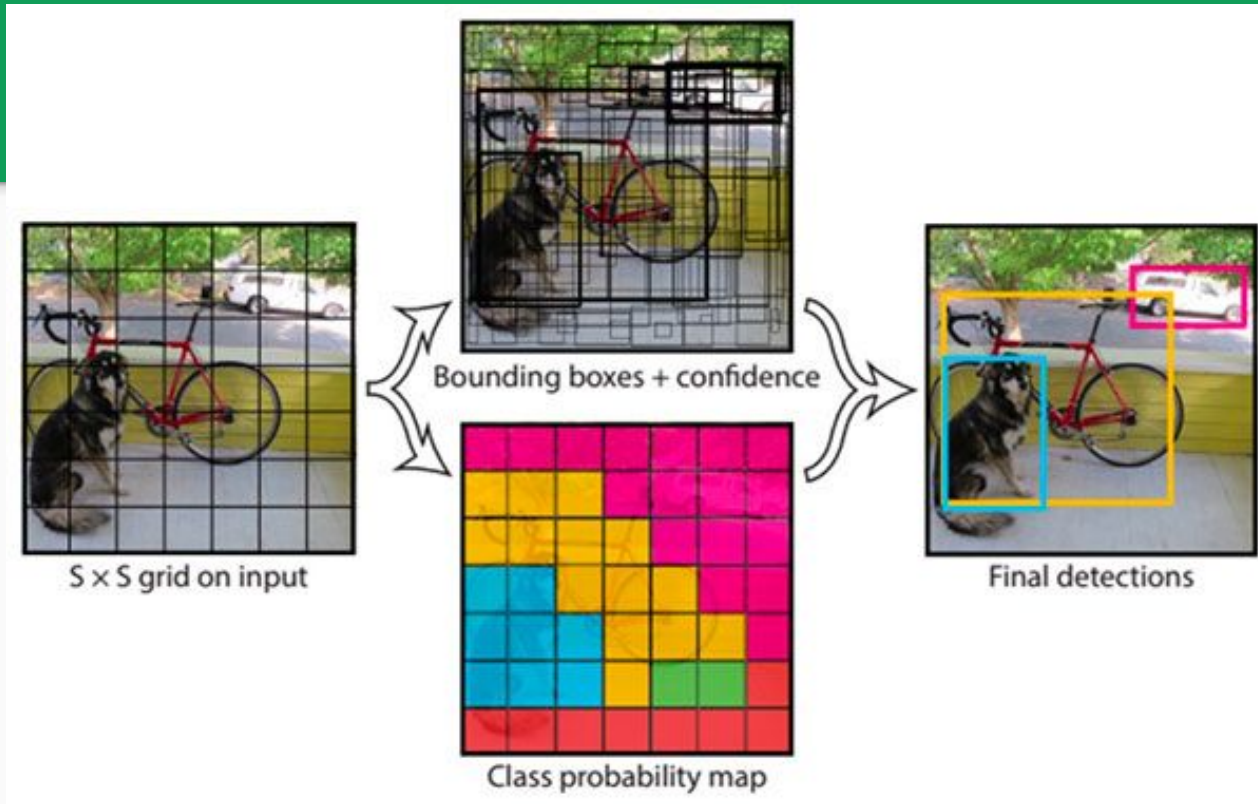 Bounding boxes + confidence
S × S grid on input
Final detections
Class probability map